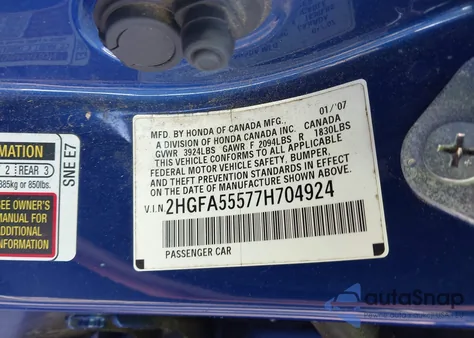 01/'07
MFD. BY HONDA OF CANADA MFG.,
A DIVISION OF HONDA CANADA INC. CANADA
GVWR 3924LBS GAWR F 2094LBS R 1830LBS
THIS VEHICLE CONFORMS TO ALL APPLICABLE
FEDERAL MOTOR VEHICLE SAFETY, BUMPER,
AND THEFT PREVENTION STANDARDS IN EFFECT
ON THE DATE OF MANUFACTURE SHOWN ABOVE.
V.I.N. 2HGFA55577H704924
PASSENGER CAR
MATION
2 REAR 3
385kg or 850lbs.
SEE OWNER'S
MANUAL FOR
ADDITIONAL
INFORMATION
SNE E7
autoSnap